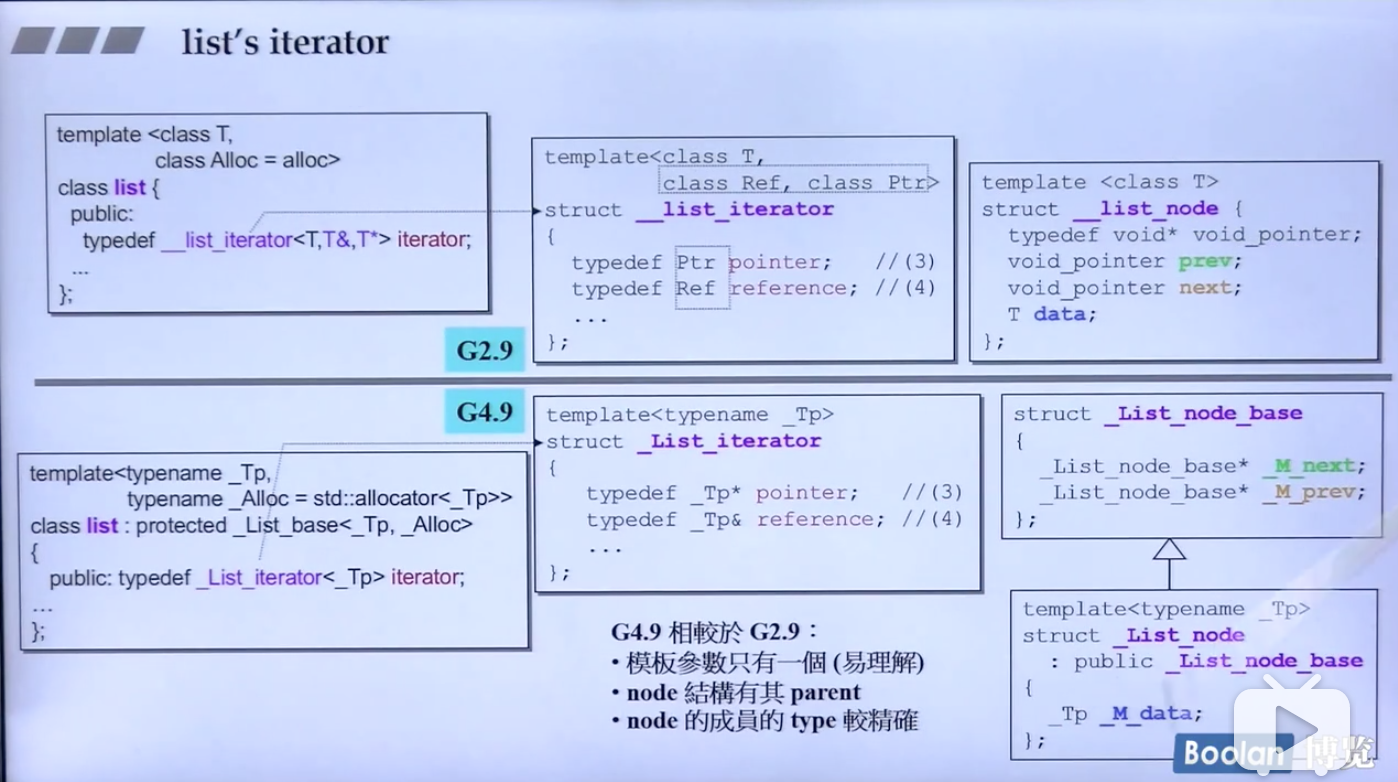 list's iterator
template <class T,
class Alloc = alloc>
class list {
public:
typedef __list_iterator<T,T&,T*> iterator;
...
};
template<class T,
class Ref, class Ptr>
struct __list_iterator
{
typedef Ptr pointer; //(3)
typedef Ref reference; //(4)
...
};
template <class T>
struct __list_node {
typedef void* void_pointer;
void_pointer prev;
void_pointer next;
T data;
};
G2.9
G4.9
template<typename _Tp,
typename _Alloc = std::allocator<_Tp>>
class list : protected _List_base<_Tp, _Alloc>
{
public: typedef _List_iterator<_Tp> iterator;
...
};
template<typename _Tp>
struct _List_iterator
{
typedef _Tp* pointer; //(3)
typedef _Tp& reference; //(4)
...
};
struct _List_node_base
{
_List_node_base* _M_next;
_List_node_base* _M_prev;
};
template<typename _Tp>
struct _List_node
: public _List_node_base
{
_Tp _M_data;
};
G4.9 相較於 G2.9：
• 模板參數只有一個 (易理解)
• node 結構有其 parent
• node 的成員的 type 較精確
Boolan 博览